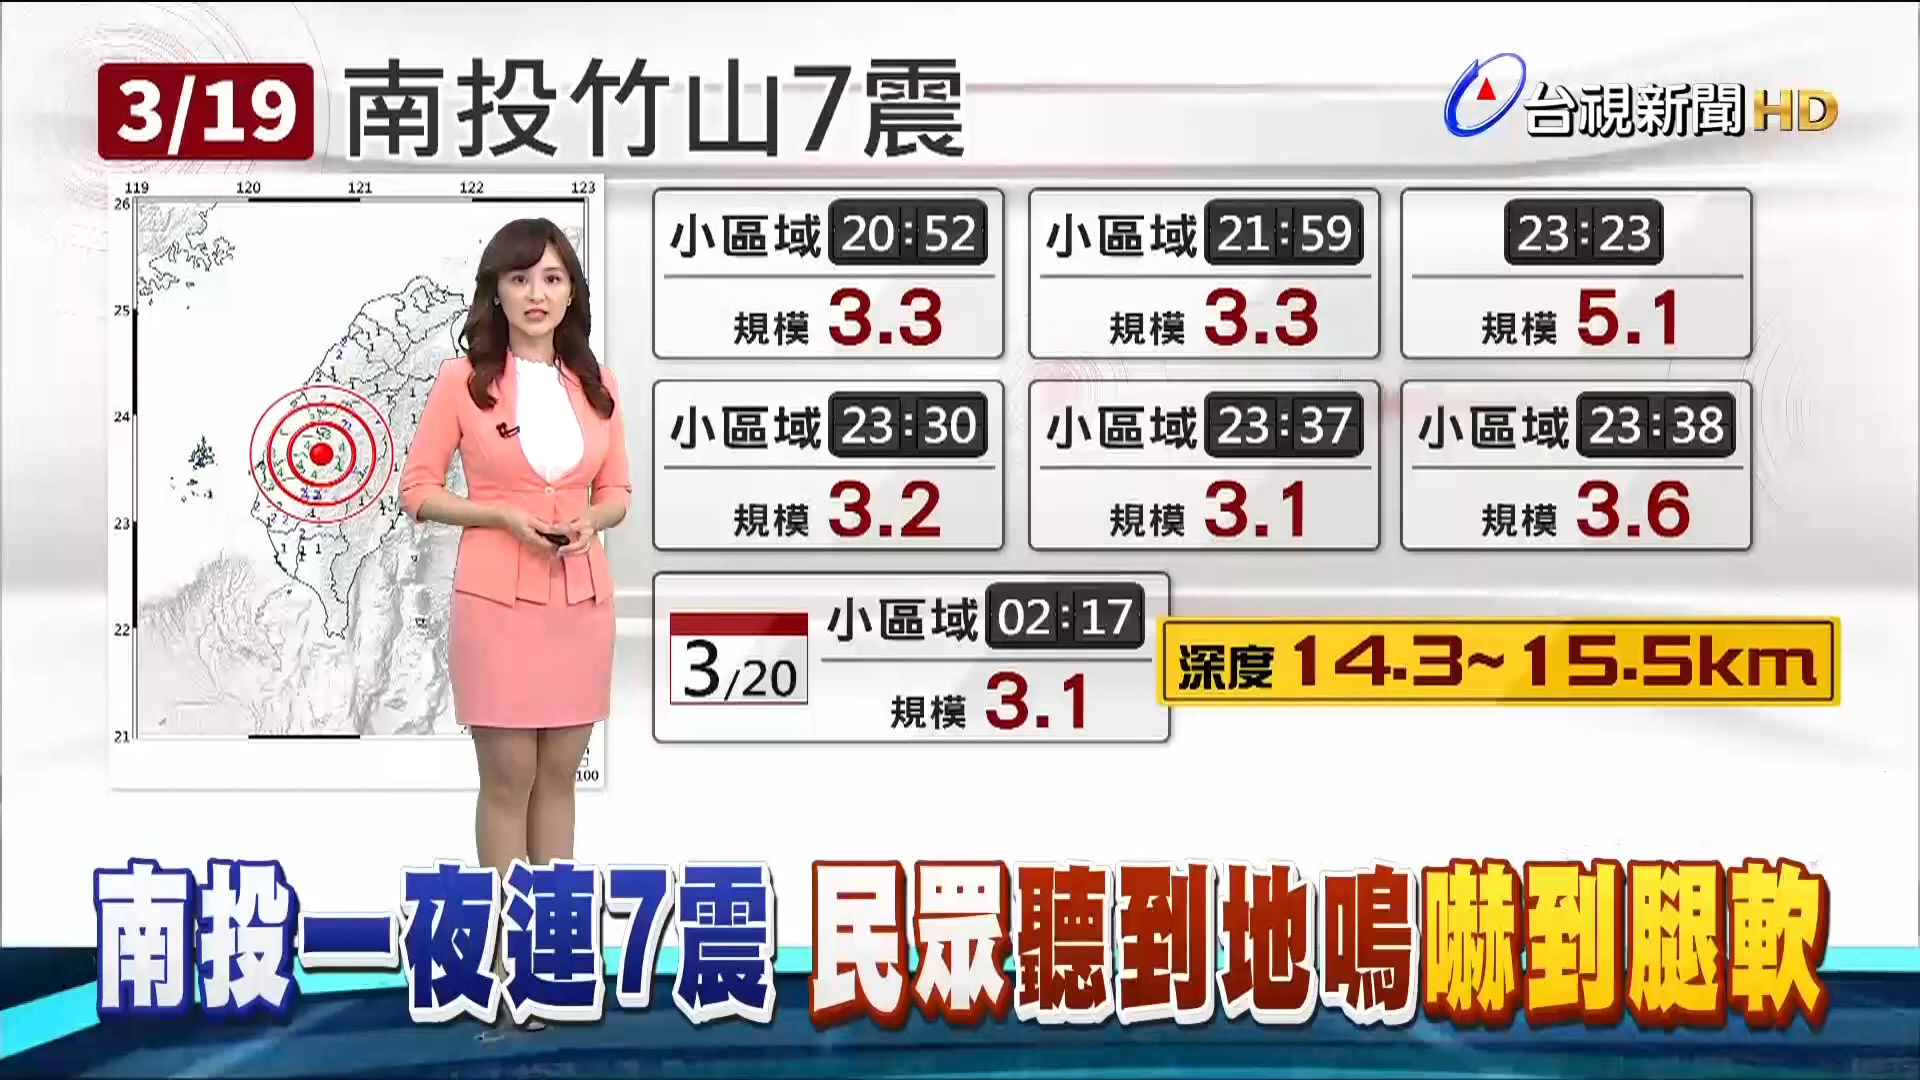 3/19 南投竹山7震
台視新聞HD
119 120 121 122 123
26
25
24
23
22
21
100
小區域 20:52
規模 3.3
小區域 21:59
規模 3.3
23:23
規模 5.1
小區域 23:30
規模 3.2
小區域 23:37
規模 3.1
小區域 23:38
規模 3.6
3/20
小區域 02:17
規模 3.1
深度 14.3~15.5km
南投一夜連7震 民眾聽到地鳴嚇到腿軟